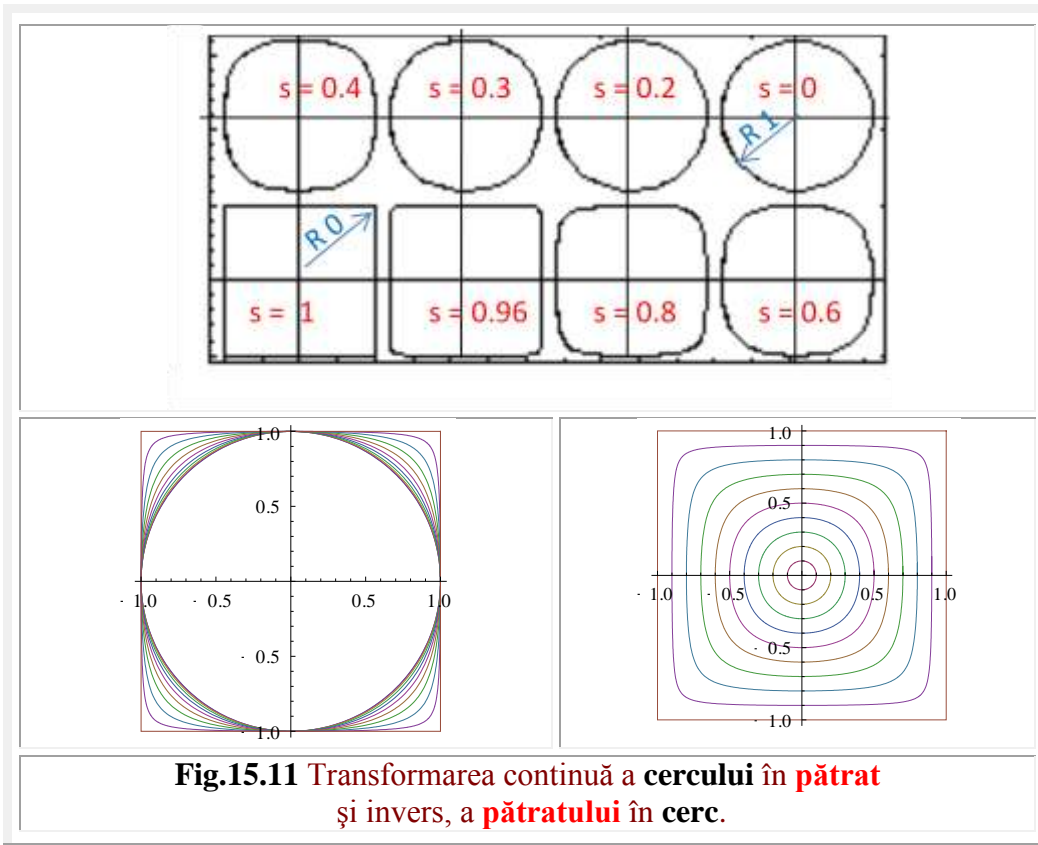 s = 0.4 s = 0.3 s = 0.2 s = 0
R 1
R 0
s = 1 s = 0.96 s = 0.8 s = 0.6
1.0
0.5
- 1.0 - 0.5 0.5 1.0
- 0.5
- 1.0
1.0
0.5
- 1.0 - 0.5 0.5 1.0
- 0.5
- 1.0
Fig.15.11 Transformarea continuă a cercului în pătrat
şi invers, a pătratului în cerc.